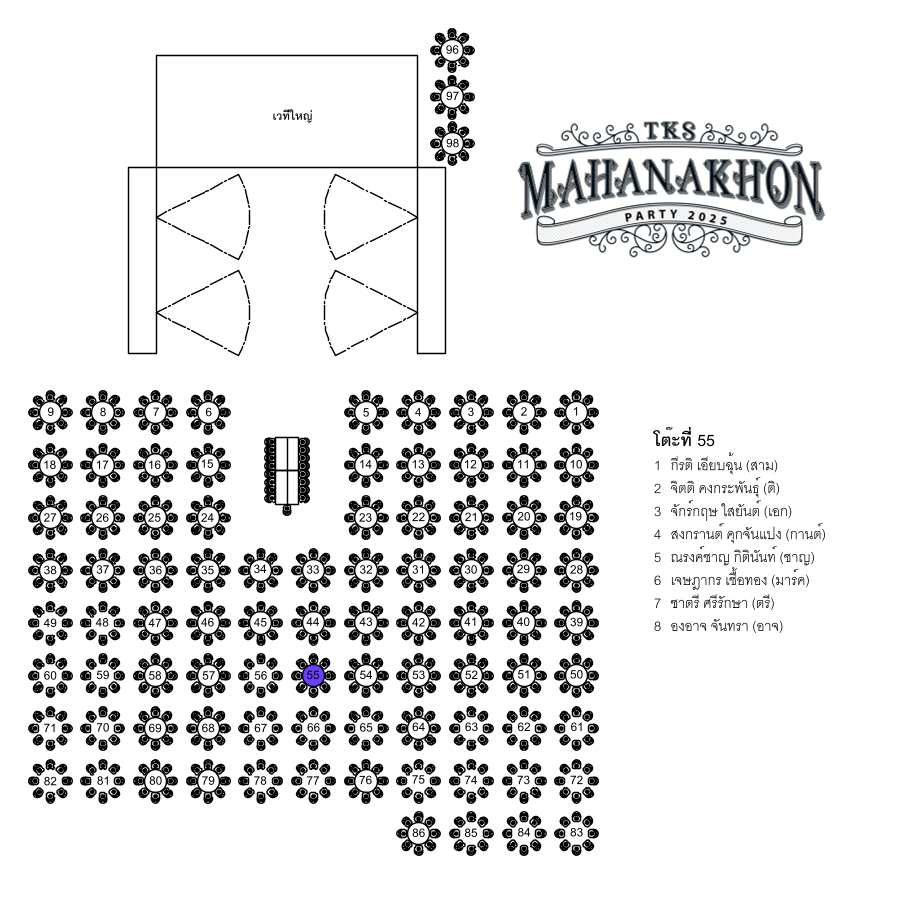 96
97
98
เวทีใหญ่
TKS
MAHANAKHON
PARTY 2025
9 8 7 6 5 4 3 2 1
18 17 16 15 14 13 12 11 10
27 26 25 24 23 22 21 20 19
38 37 36 35 34 33 32 31 30 29 28
49 48 47 46 45 44 43 42 41 40 39
60 59 58 57 56 55 54 53 52 51 50
71 70 69 68 67 66 65 64 63 62 61
82 81 80 79 78 77 76 75 74 73 72
86 85 84 83
โต๊ะที่ 55
1 กีรติ เอียบฉุ้น (สาม)
2 จิตติ คงกระพันธุ์ (ติ)
3 จักร์กฤษ ใสยันต์ (เอก)
4 สงกรานต์ คุกจันแปง (กานต์)
5 ณรงค์ชาญ กิตินันท์ (ชาญ)
6 เจษฎากร เชื้อทอง (มาร์ค)
7 ชาตรี ศรีรักษา (ตรี)
8 องอาจ จันทรา (อาจ)